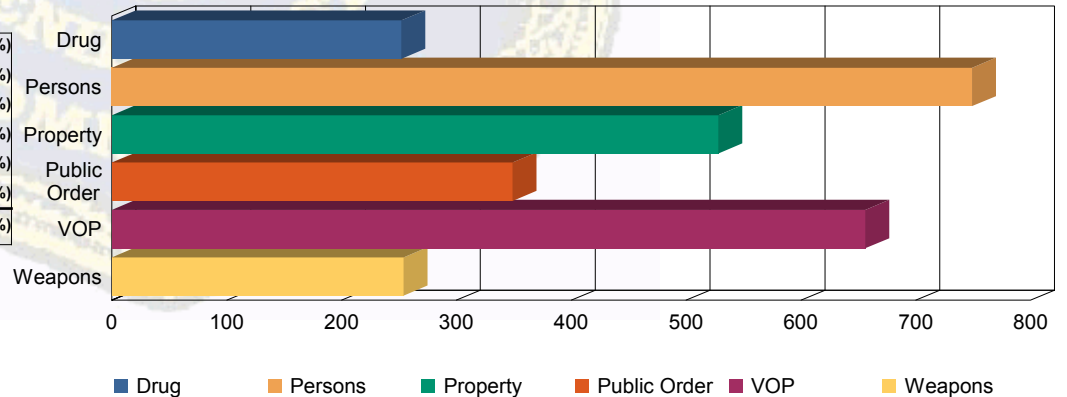 %)
%)
%)
%)
%)
%)
%)
Drug
Persons
Property
Public
Order
VOP
Weapons
0 100 200 300 400 500 600 700 800
Drug Persons Property Public Order VOP Weapons